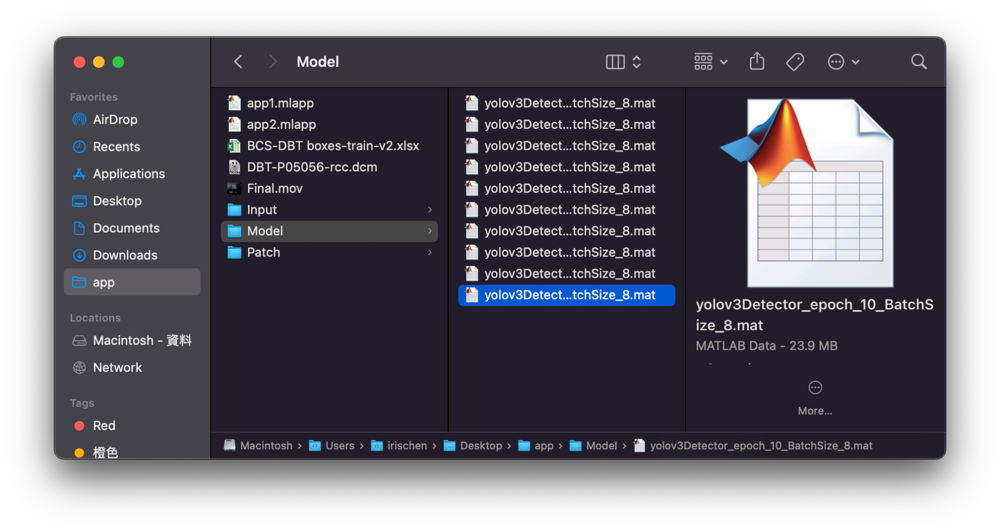 Model
Favorites
AirDrop
Recents
Applications
Desktop
Documents
Downloads
app
Locations
Macintosh - 資料
Network
Tags
Red
橙色
app1.mlapp
app2.mlapp
BCS-DBT boxes-train-v2.xlsx
DBT-P05056-rcc.dcm
Final.mov
Input
Model
Patch
yolov3Detect...tchSize_8.mat
yolov3Detect...tchSize_8.mat
yolov3Detect...tchSize_8.mat
yolov3Detect...tchSize_8.mat
yolov3Detect...tchSize_8.mat
yolov3Detect...tchSize_8.mat
yolov3Detect...tchSize_8.mat
yolov3Detect...tchSize_8.mat
yolov3Detect...tchSize_8.mat
yolov3Detect...tchSize_8.mat
yolov3Detector_epoch_10_BatchS
ize_8.mat
MATLAB Data - 23.9 MB
More...
Macintosh › Users › irischen › Desktop › app › Model › yolov3Detector_epoch_10_BatchSize_8.mat